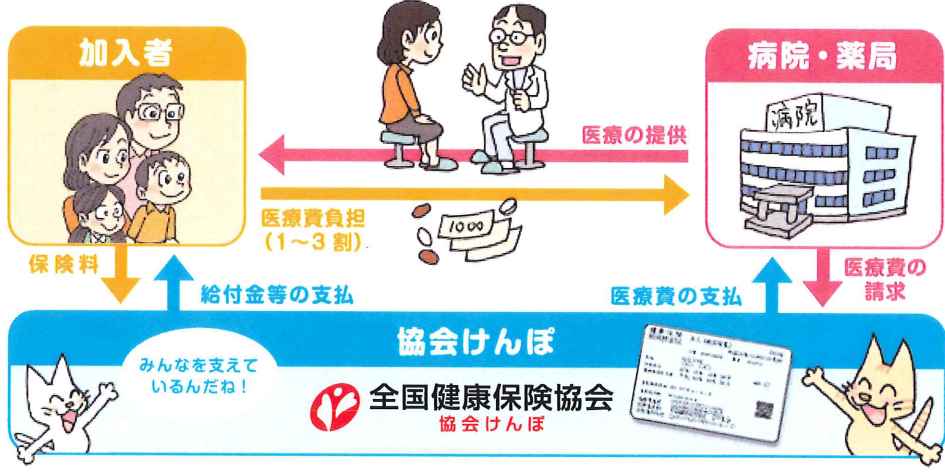 加入者
病院・薬局
病院
医療の提供
医療費負担
(1～3 割)
1000
保険料
給付金等の支払
医療費の支払
医療費の
請求
協会けんぽ
みんなを支えて
いるんだね！
全国健康保険協会
協会けんぽ